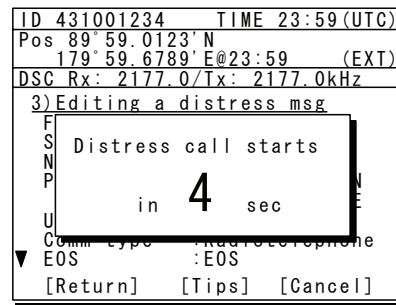 ID 431001234 TIME 23:59(UTC)
Pos 89°59.0123'N
179°59.6789'E@23:59 (EXT)
DSC Rx: 2177.0/Tx: 2177.0kHz
3)Editing a distress msg
F
S
Distress call starts
N
P N
in 4 sec
E
U
Comm type :Radiotelephone
▼ EOS :EOS
[Return] [Tips] [Cancel]